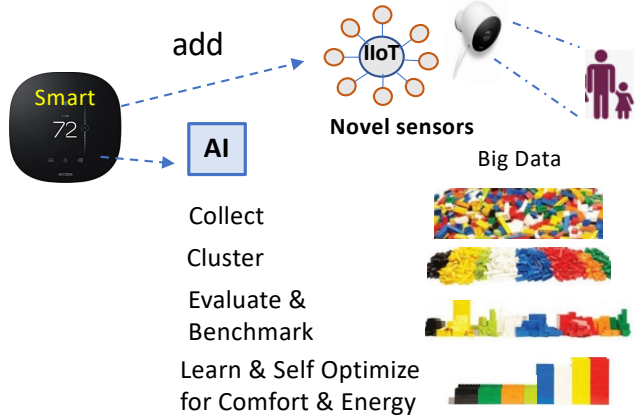 add
IIoT
Smart
72
ecobee
Novel sensors
AI
Big Data
Collect
Cluster
Evaluate &
Benchmark
Learn & Self Optimize
for Comfort & Energy